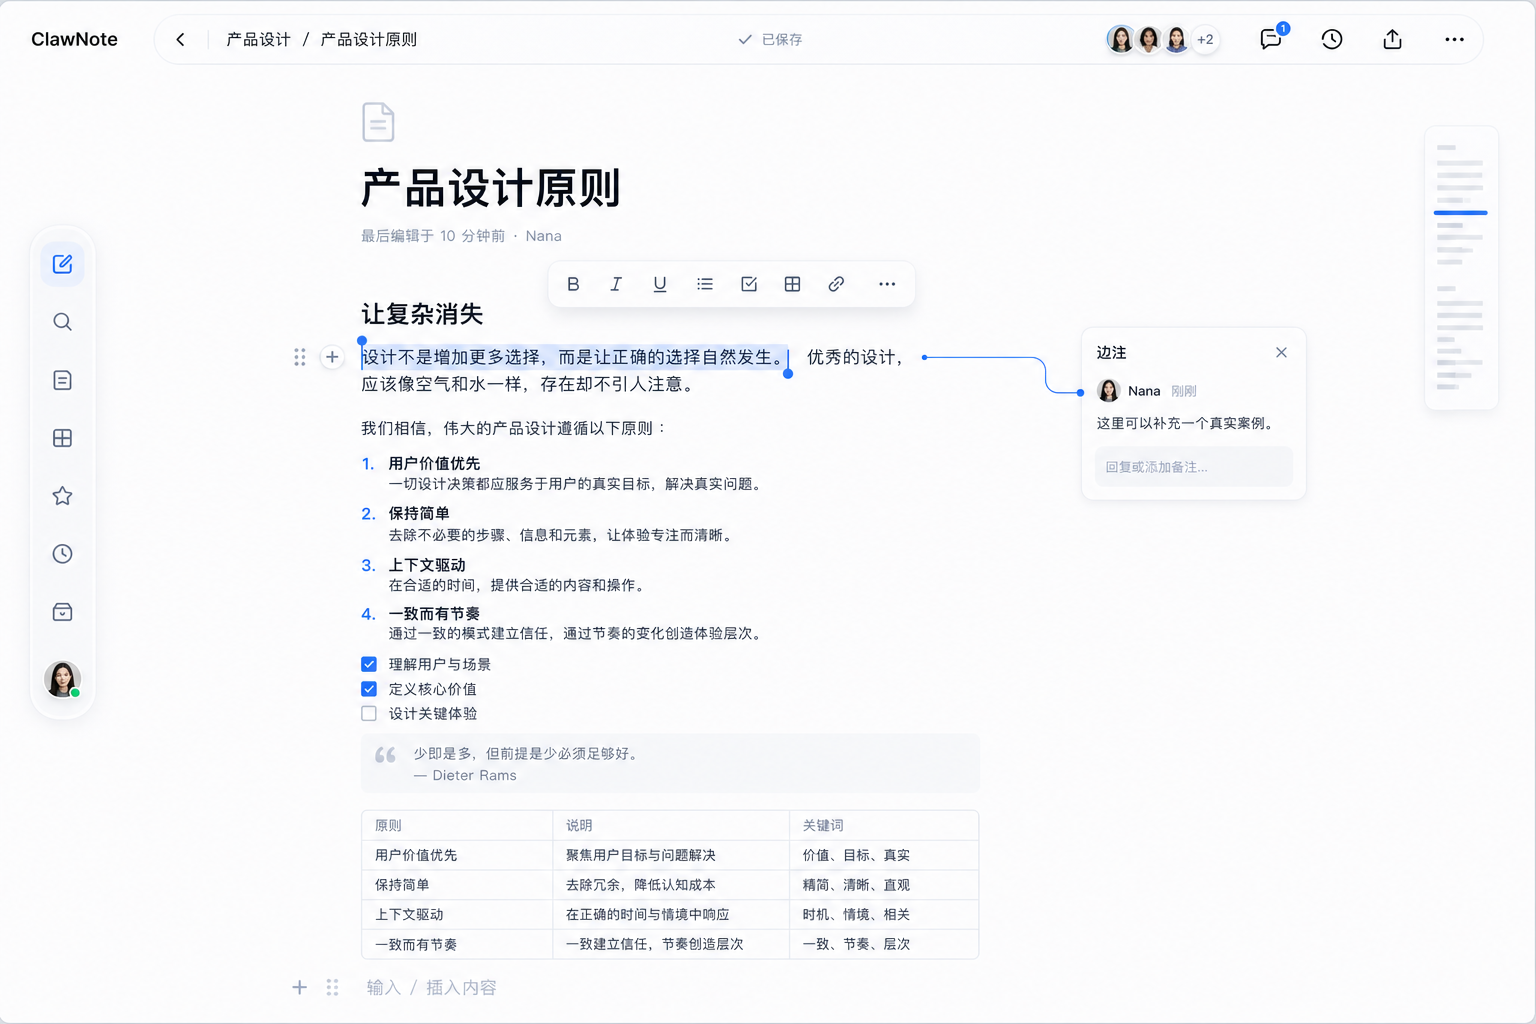 ClawNote
产品设计 / 产品设计原则
已保存
+2
1
产品设计原则
最后编辑于 10 分钟前 · Nana
B I U
让复杂消失
设计不是增加更多选择，而是让正确的选择自然发生。 优秀的设计，
应该像空气和水一样，存在却不引人注意。
我们相信，伟大的产品设计遵循以下原则：
1. 用户价值优先
一切设计决策都应服务于用户的真实目标，解决真实问题。
2. 保持简单
去除不必要的步骤、信息和元素，让体验专注而清晰。
3. 上下文驱动
在合适的时间，提供合适的内容和操作。
4. 一致而有节奏
通过一致的模式建立信任，通过节奏的变化创造体验层次。
理解用户与场景
定义核心价值
设计关键体验
“ 少即是多，但前提是少必须足够好。
— Dieter Rams
原则 说明 关键词
用户价值优先 聚焦用户目标与问题解决 价值、目标、真实
保持简单 去除冗余，降低认知成本 精简、清晰、直观
上下文驱动 在正确的时间与情境中响应 时机、情境、相关
一致而有节奏 一致建立信任，节奏创造层次 一致、节奏、层次
输入 / 插入内容
边注
Nana 刚刚
这里可以补充一个真实案例。
回复或添加备注...